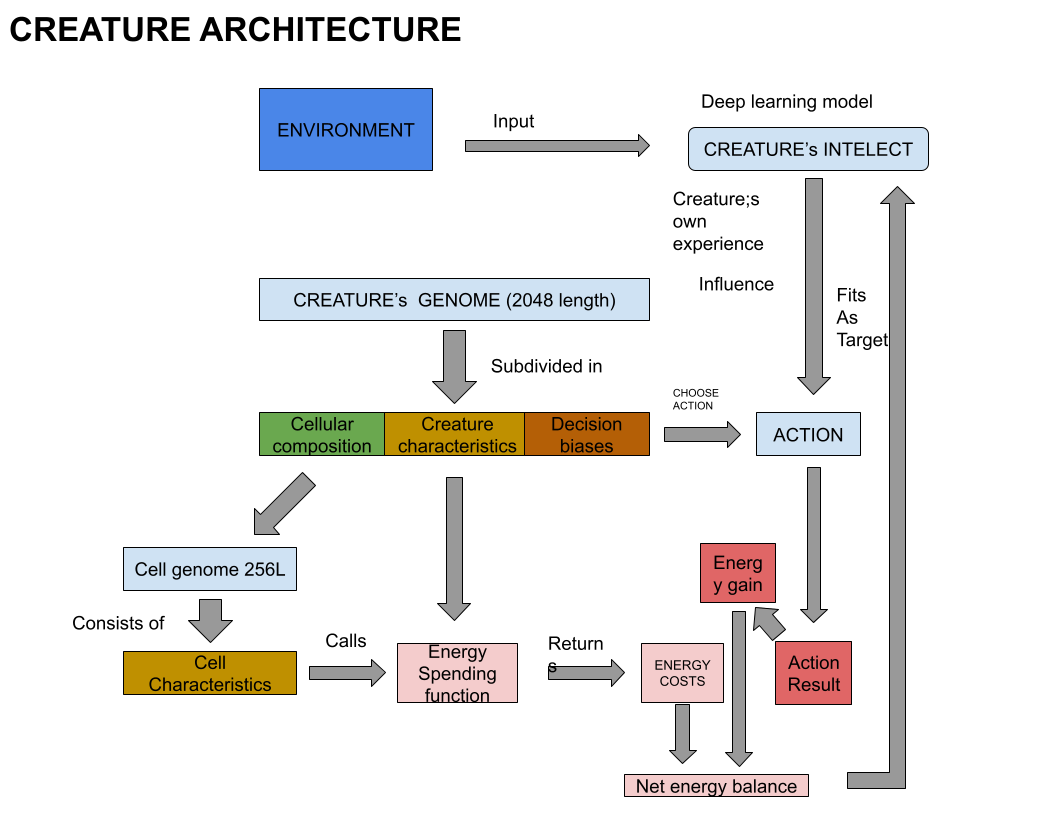 CREATURE ARCHITECTURE
Deep learning model
ENVIRONMENT
Input
CREATURE’s INTELECT
Creature;s
own
experience
Influence
Fits
As
Target
CREATURE’s  GENOME (2048 length)
Subdivided in
CHOOSE
ACTION
Cellular
composition
Creature
characteristics
Decision
biases
ACTION
Cell genome 256L
Energ
y gain
Consists of
Cell
Characteristics
Calls
Energy
Spending
function
Return
s
ENERGY
COSTS
Action
Result
Net energy balance